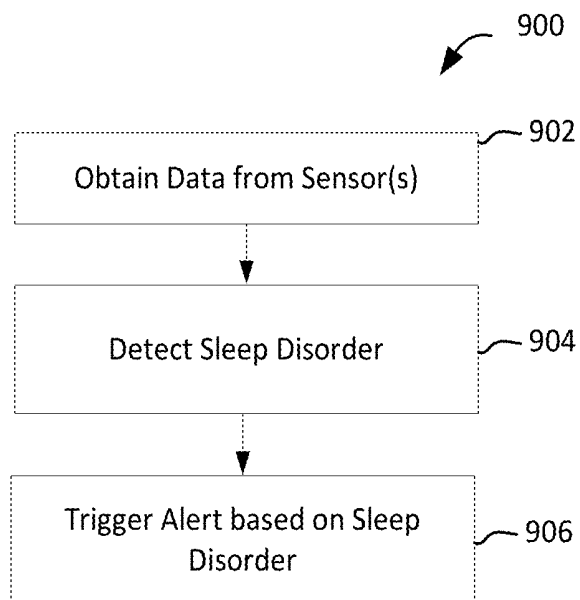 900
902
Obtain Data from Sensor(s)
Detect Sleep Disorder
904
Trigger Alert based on Sleep
Disorder
906